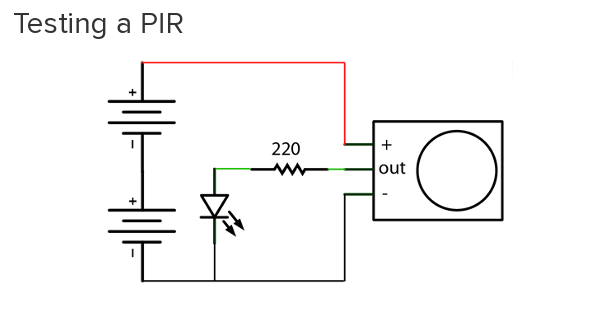 Testing a PIR
+
220
+
out
-
+